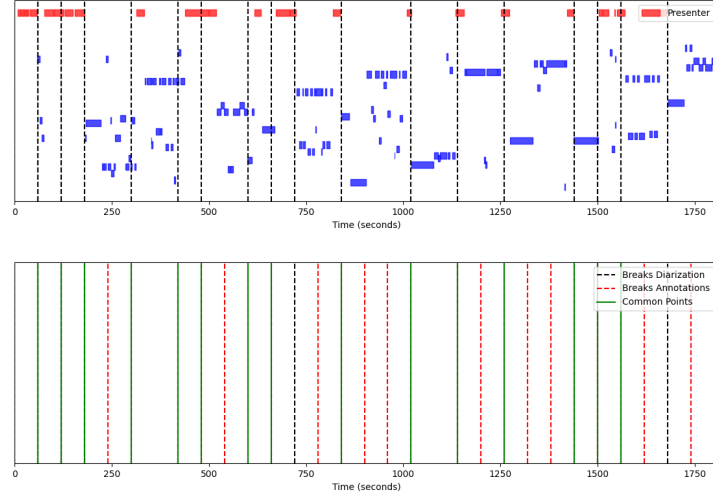 Presenter
0 250 500 750 1000 1250 1500 1750
Time (seconds)
Breaks Diarization
Breaks Annotations
Common Points
0 250 500 750 1000 1250 1500 1750
Time (seconds)